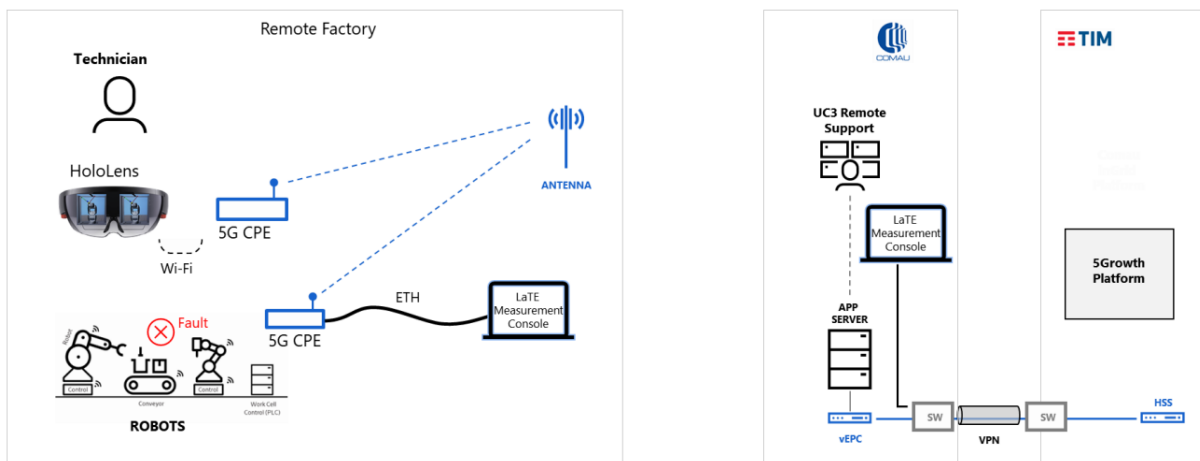 Remote Factory
Technician
HoloLens
5G CPE
Wi-Fi
ANTENNA
5G CPE
ETH
LaTE
Measurement
Console
Fault
Robot
Control
Conveyor
Control
Work Cell
Control (PLC)
ROBOTS
COMAU
TIM
UC3 Remote
Support
LaTE
Measurement
Console
5Growth
Platform
APP
SERVER
vEPC
SW
VPN
SW
HSS